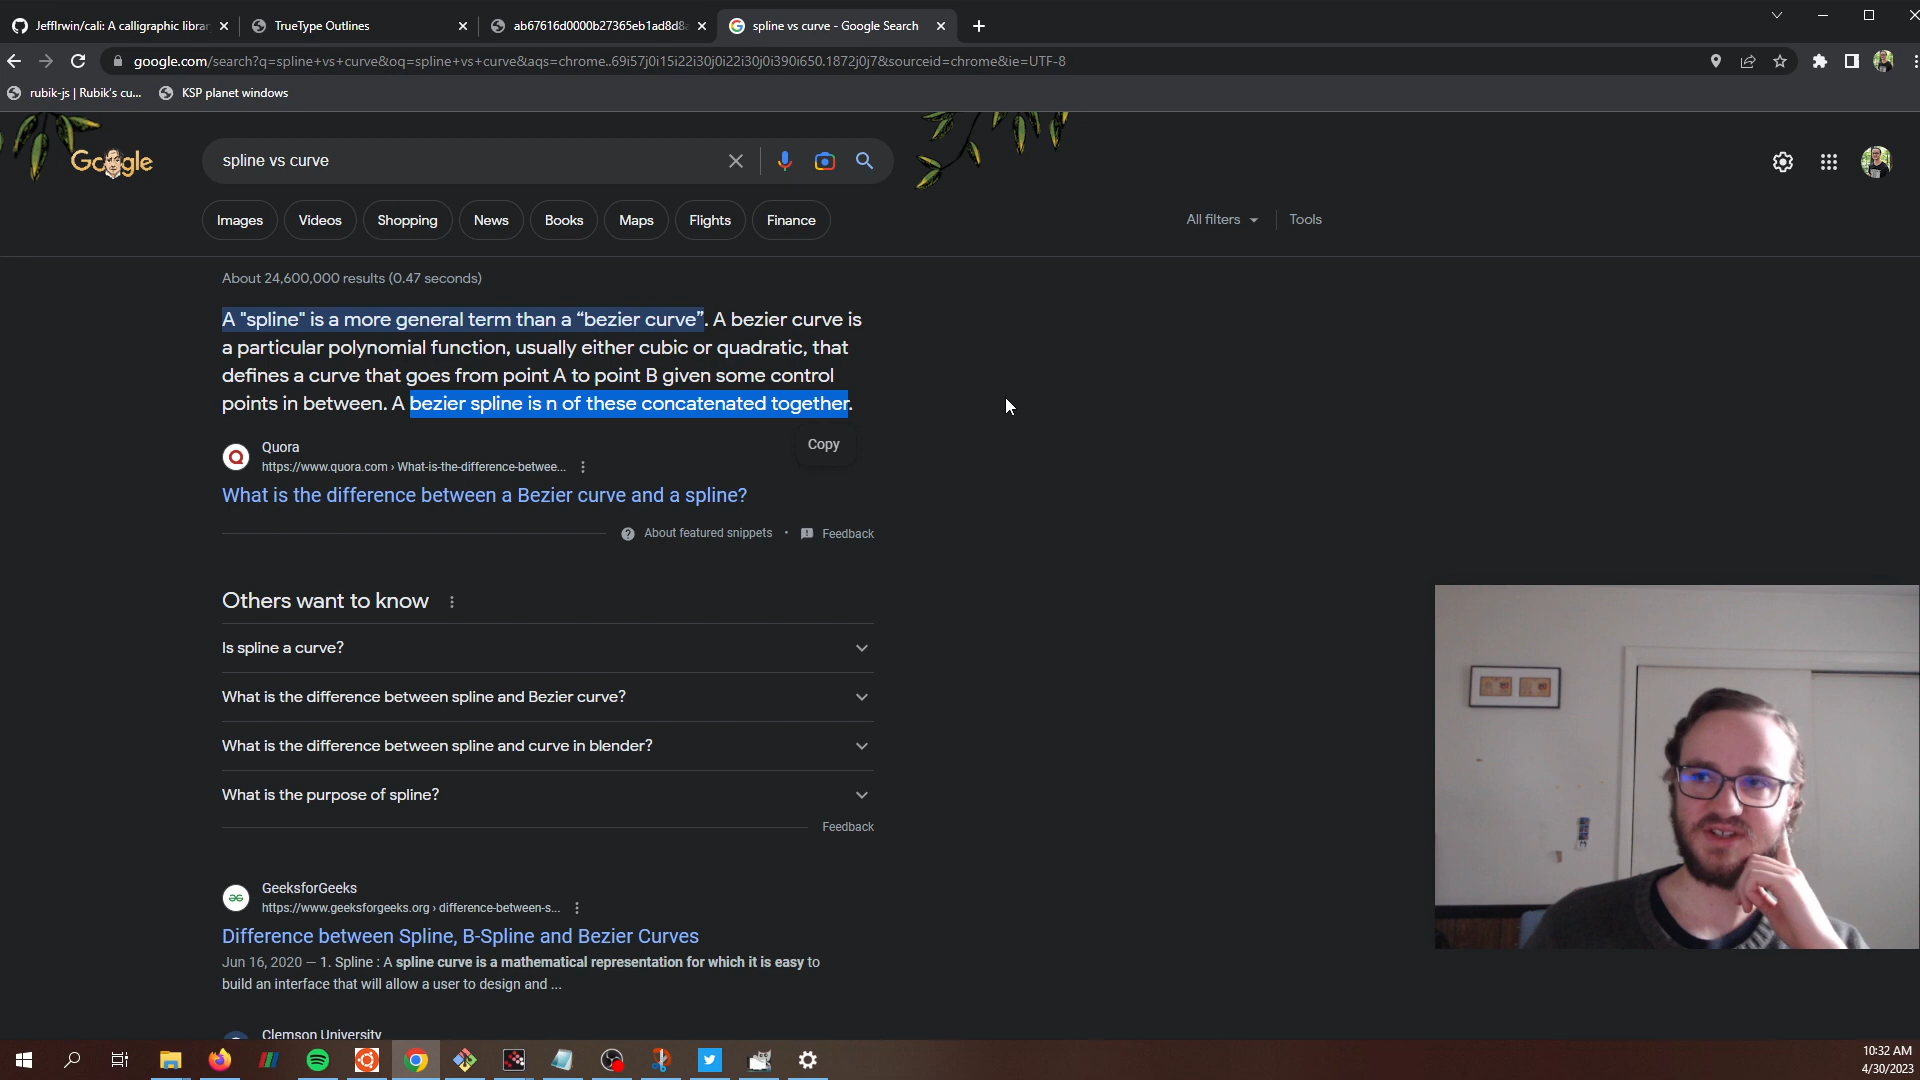 JeffIrwin/cali: A calligraphic librar
TrueType Outlines
ab67616d0000b27365eb1ad8d8a
spline vs curve - Google Search
google.com/search?q=spline+vs+curve&oq=spline+vs+curve&aqs=chrome..69i57j0i15i22i30j0i22i30j0i390i650.1872j0j7&sourceid=chrome&ie=UTF-8
rubik-js | Rubik's cu...
KSP planet windows
Google
spline vs curve
Images
Videos
Shopping
News
Books
Maps
Flights
Finance
All filters
Tools
About 24,600,000 results (0.47 seconds)
A "spline" is a more general term than a “bezier curve”. A bezier curve is
a particular polynomial function, usually either cubic or quadratic, that
defines a curve that goes from point A to point B given some control
points in between. A bezier spline is n of these concatenated together.
Copy
Quora
https://www.quora.com › What-is-the-difference-betwee...
What is the difference between a Bezier curve and a spline?
About featured snippets
Feedback
Others want to know
Is spline a curve?
What is the difference between spline and Bezier curve?
What is the difference between spline and curve in blender?
What is the purpose of spline?
Feedback
GeeksforGeeks
https://www.geeksforgeeks.org › difference-between-s...
Difference between Spline, B-Spline and Bezier Curves
Jun 16, 2020 — 1. Spline : A spline curve is a mathematical representation for which it is easy to
build an interface that will allow a user to design and ...
Clemson University
10:32 AM
4/30/2023